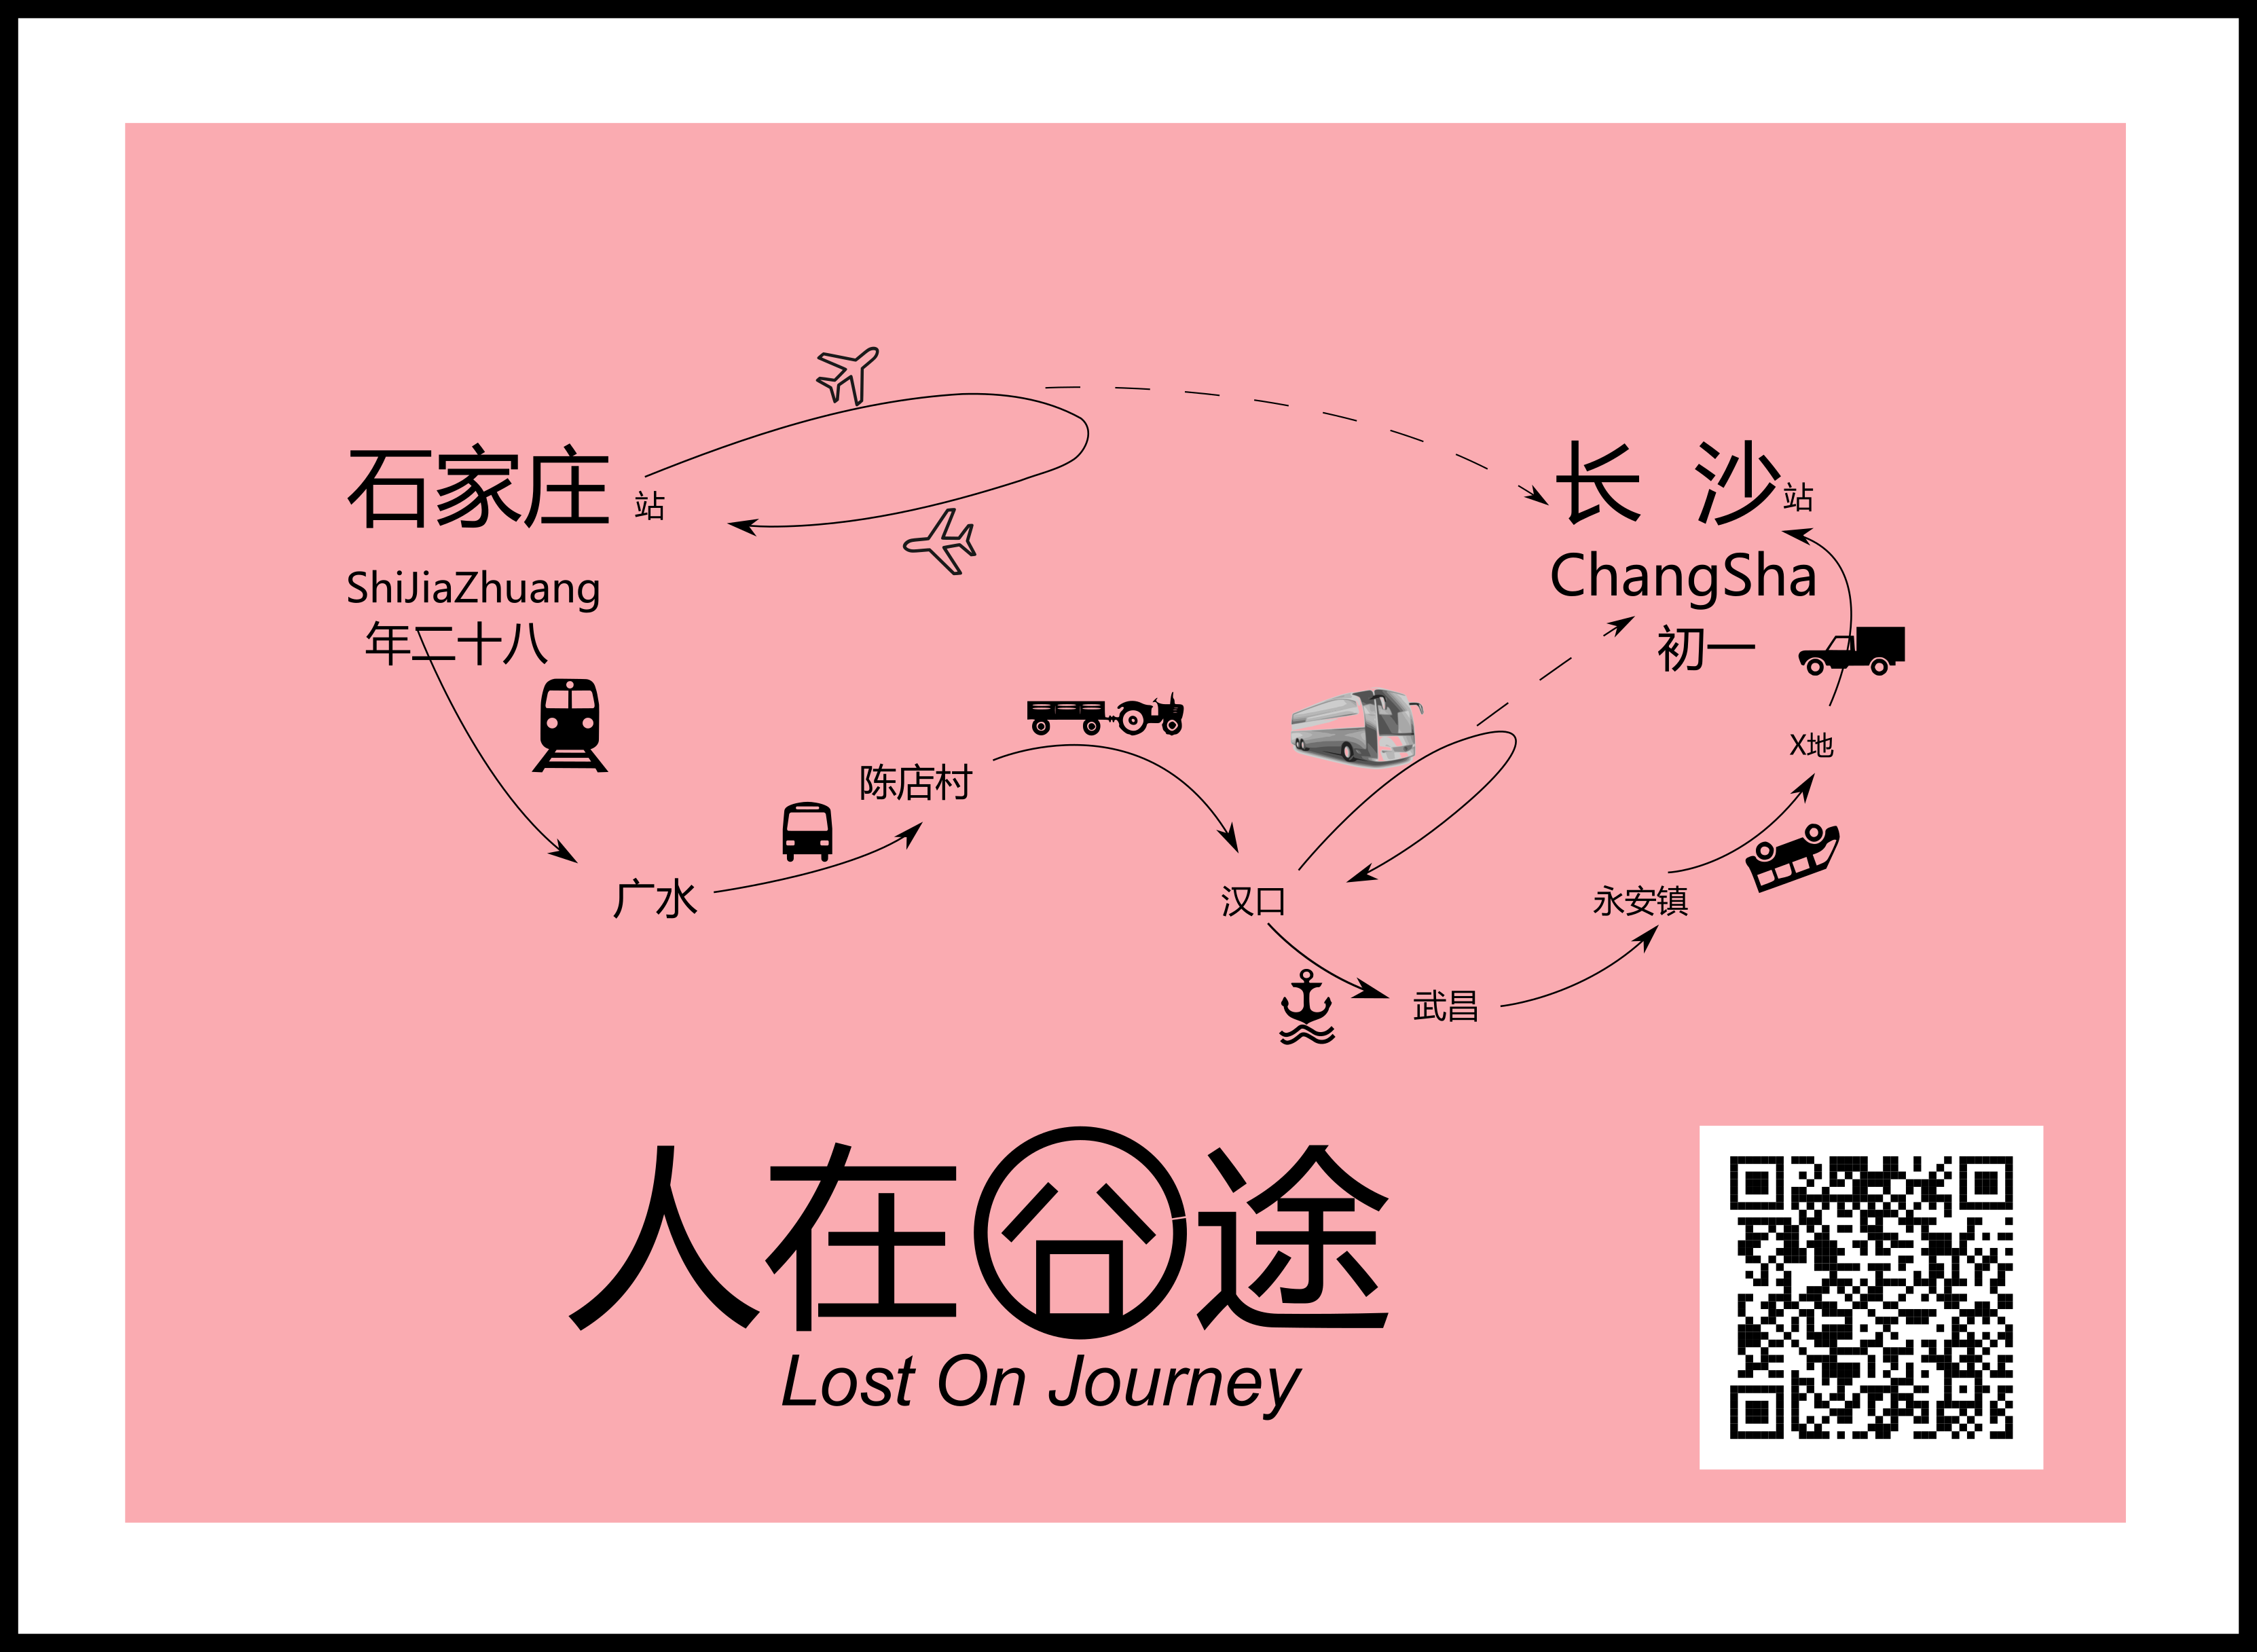 石家庄 站
ShiJiaZhuang
年二十八
长 沙 站
ChangSha
初一
X地
陈店村
广水
汉口
永安镇
武昌
人在囧途
Lost On Journey